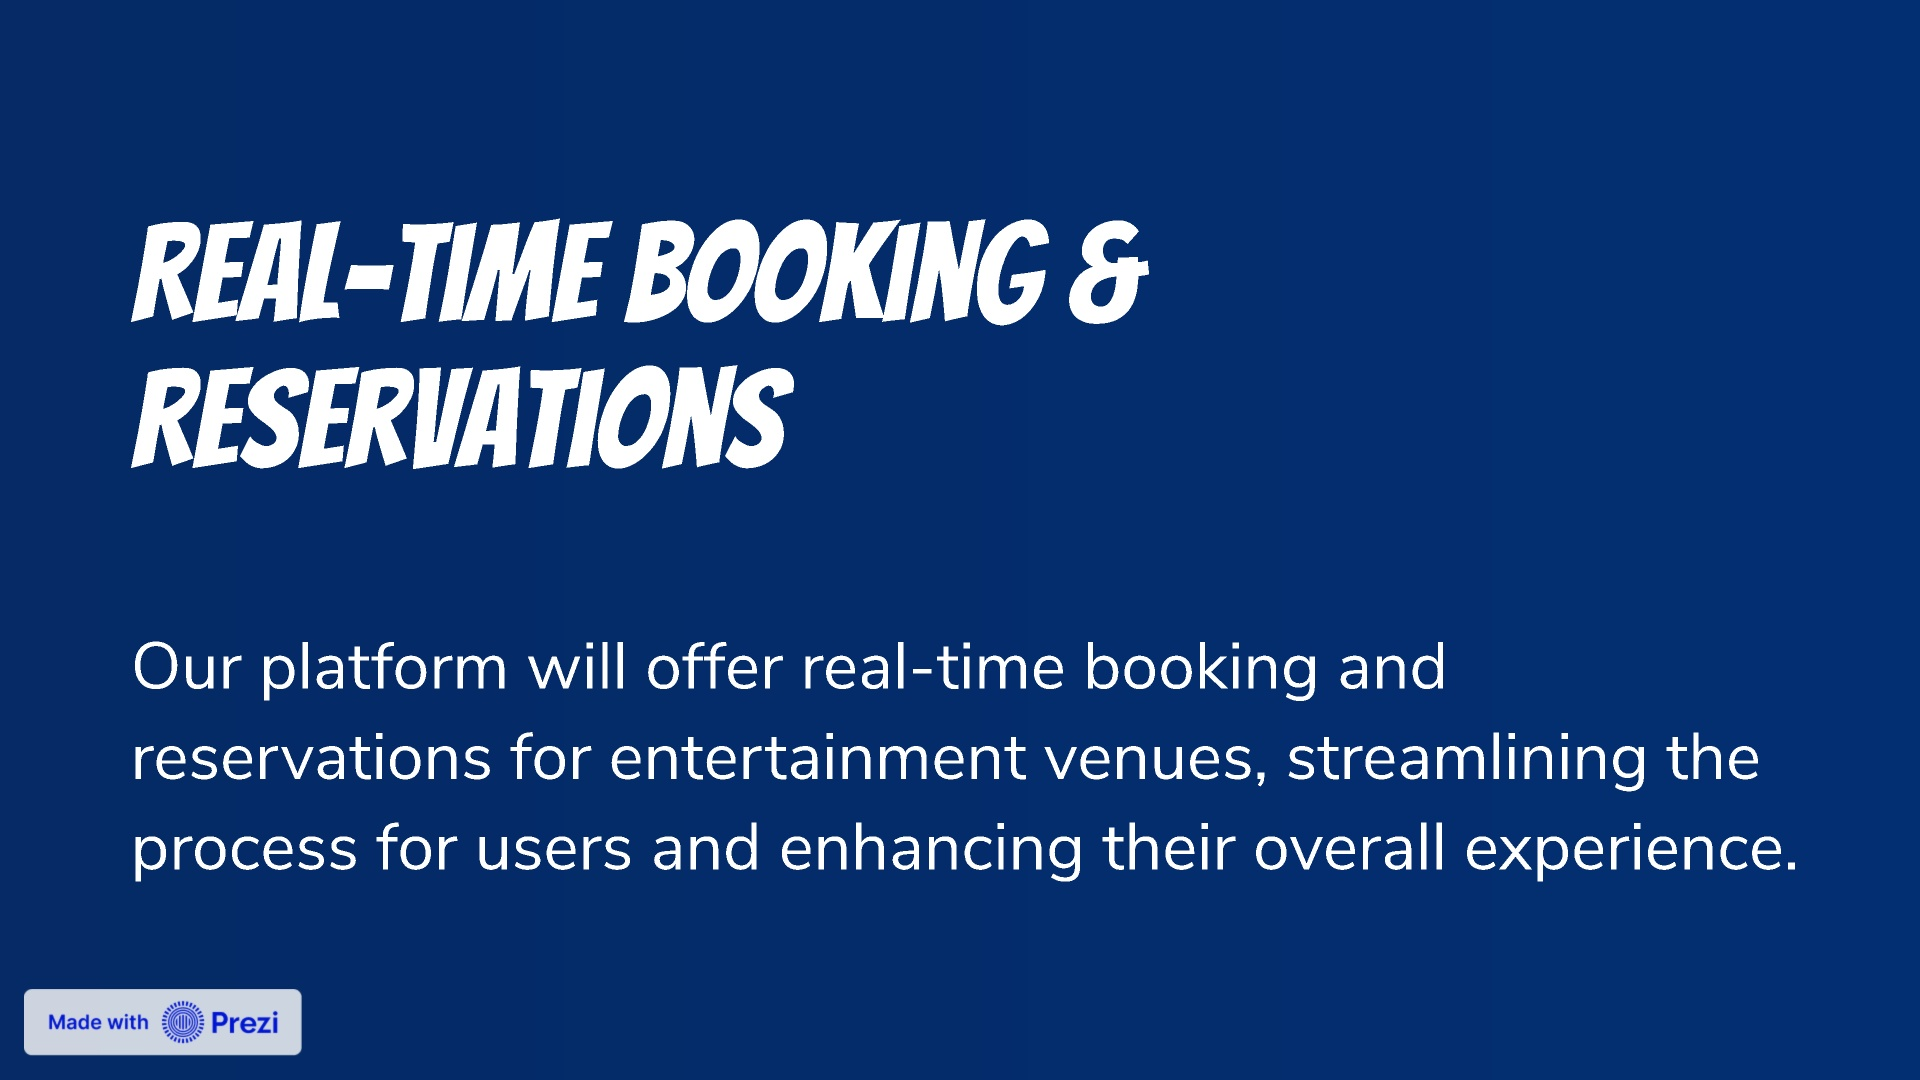 REAL-TIME BOOKING &
RESERVATIONS
Our platform will offer real-time booking and
reservations for entertainment venues, streamlining the
process for users and enhancing their overall experience.
Made with Prezi